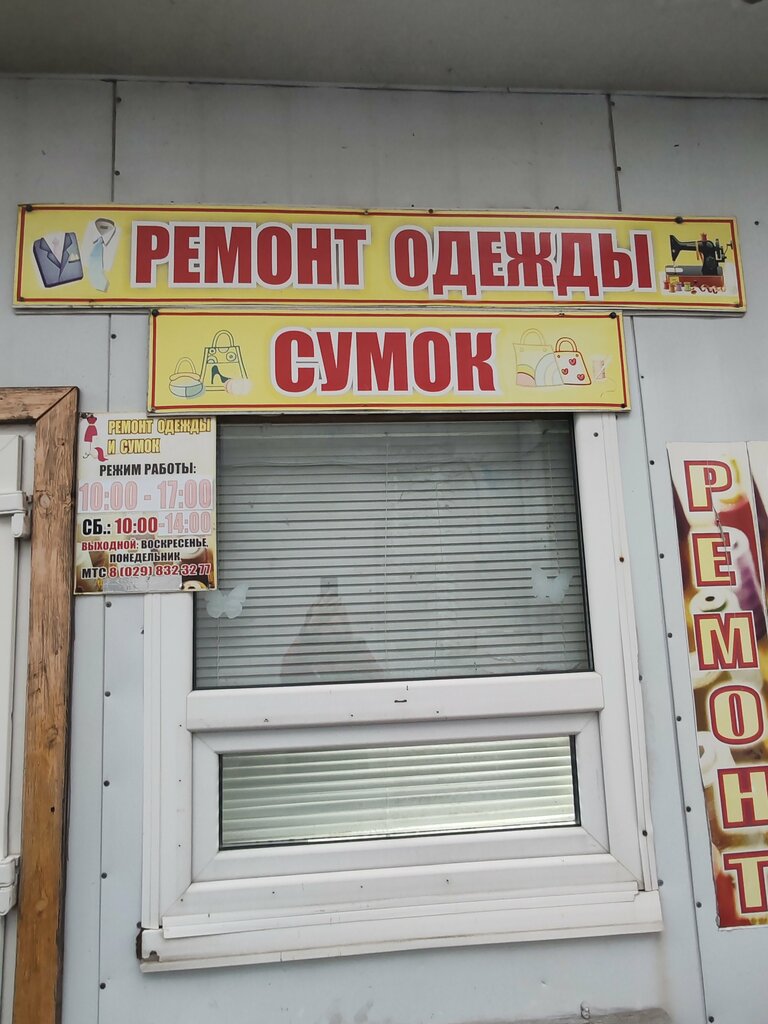 РЕМОНТ ОДЕЖДЫ
СУМОК
РЕМОНТ ОДЕЖДЫ
И СУМОК
РЕЖИМ РАБОТЫ:
10:00 - 17:00
СБ.: 10:00-14:00
ВЫХОДНОЙ: ВОСКРЕСЕНЬЕ,
ПОНЕДЕЛЬНИК
МТС 8 (029) 832 32 77
РЕМОНТ